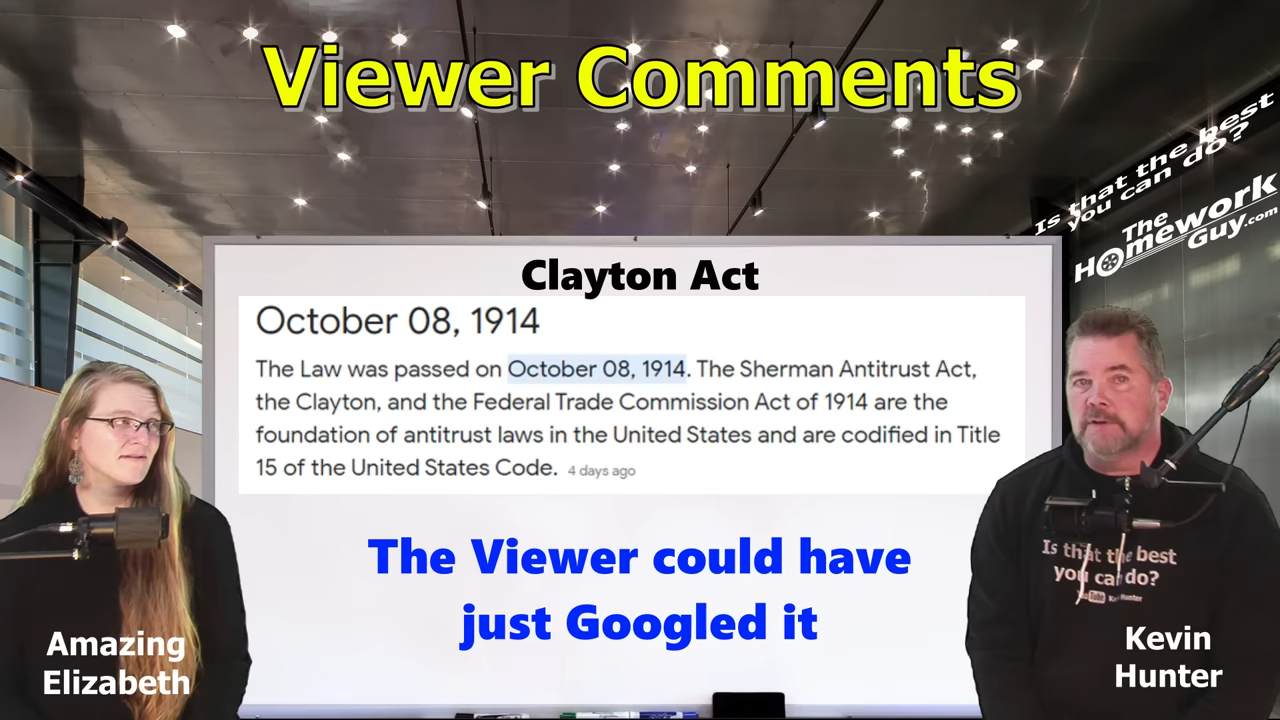 Viewer Comments
Is that the best
you can do?
The
Homework
Guy.com
Clayton Act
October 08, 1914
The Law was passed on October 08, 1914. The Sherman Antitrust Act,
the Clayton, and the Federal Trade Commission Act of 1914 are the
foundation of antitrust laws in the United States and are codified in Title
15 of the United States Code. 4 days ago
The Viewer could have
just Googled it
Is that the best
you can do?
Amazing
Elizabeth
Kevin
Hunter